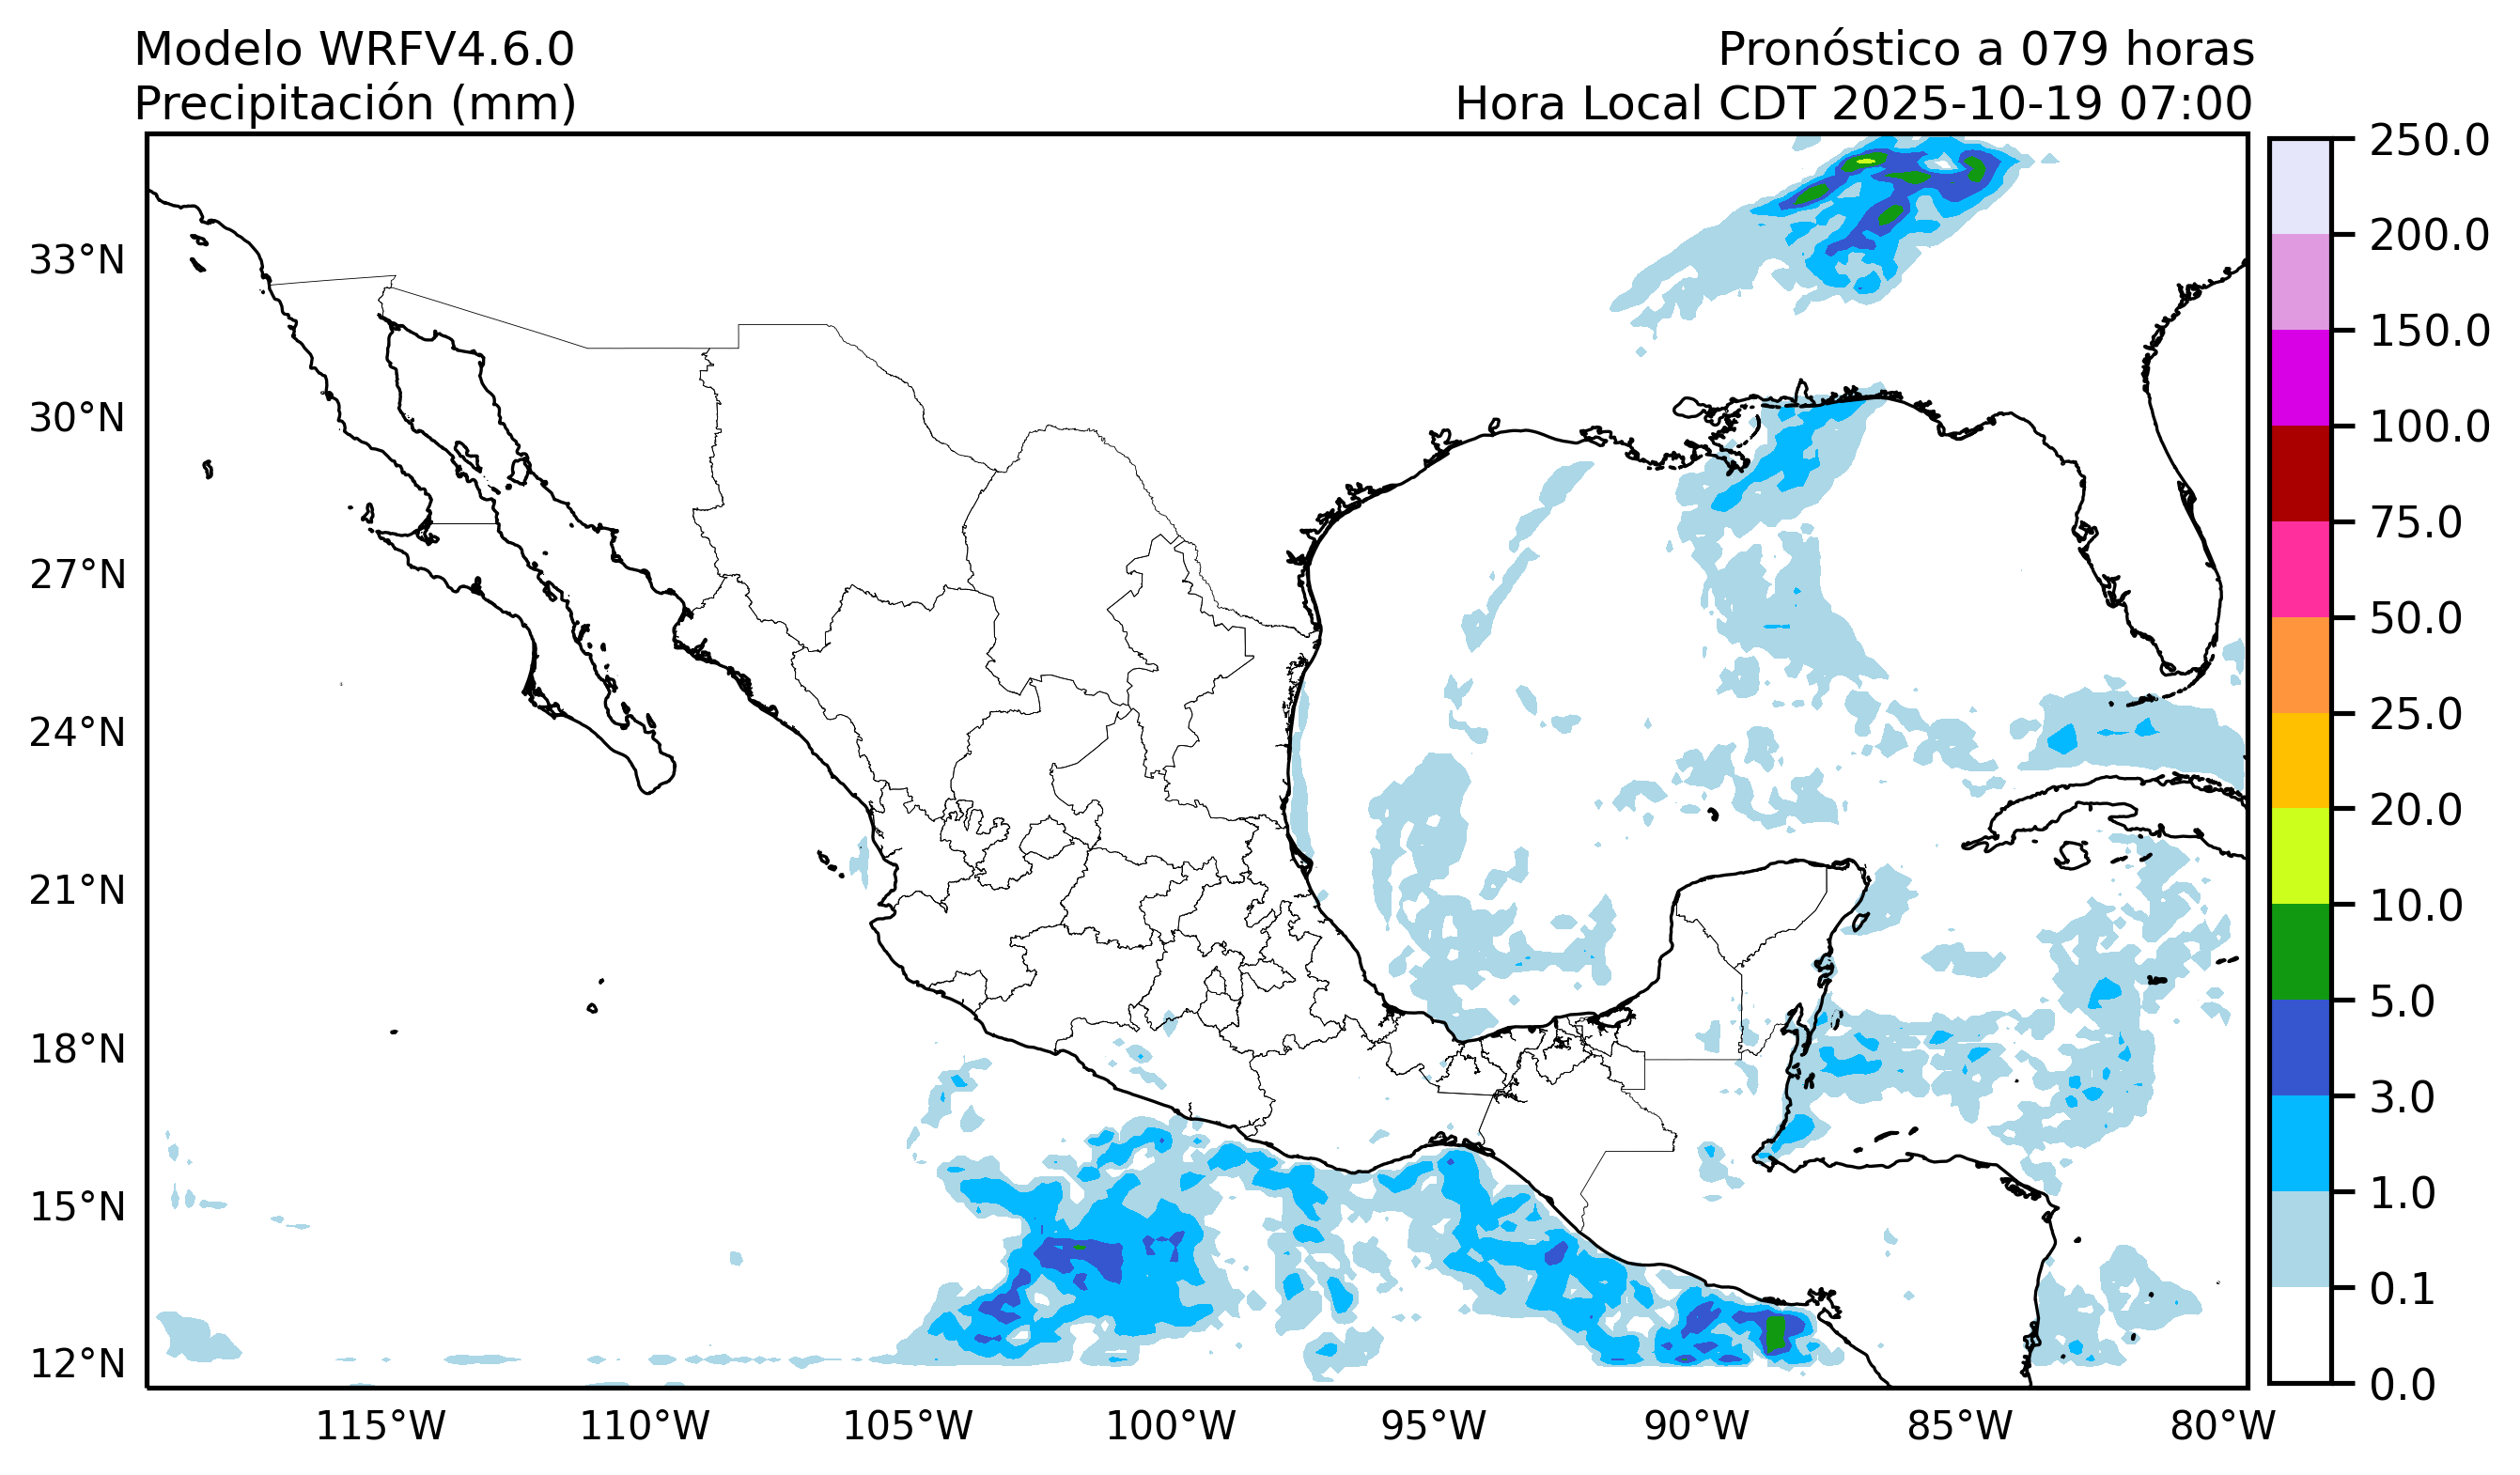 Modelo WRFV4.6.0
Precipitación (mm)
Pronóstico a 079 horas
Hora Local CDT 2025-10-19 07:00
33°N
30°N
27°N
24°N
21°N
18°N
15°N
12°N
115°W
110°W
105°W
100°W
95°W
90°W
85°W
80°W
250.0
200.0
150.0
100.0
75.0
50.0
25.0
20.0
10.0
5.0
3.0
1.0
0.1
0.0